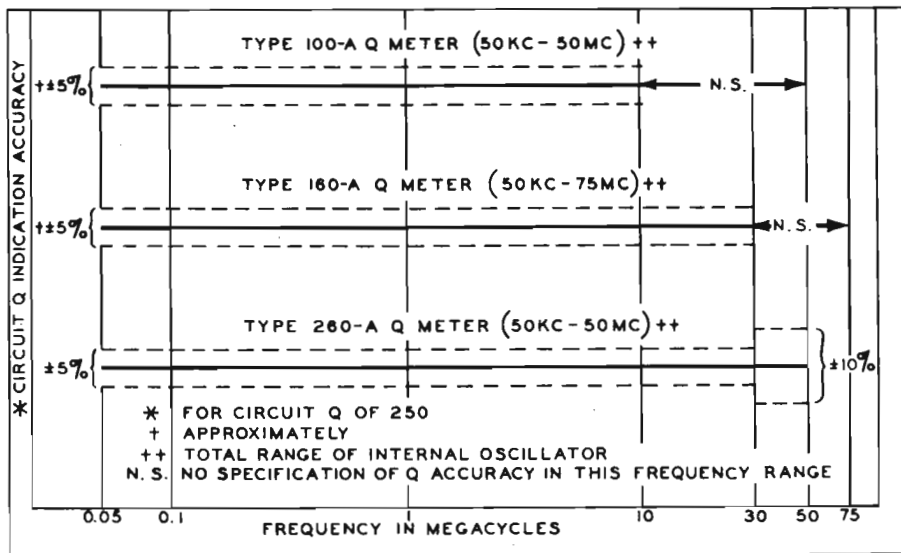 TYPE 100-A Q METER (50KC-50MC)++
†±5%
N.S.
TYPE 160-A Q METER (50KC-75MC)++
†±5%
N.S.
TYPE 260-A Q METER (50KC-50MC)++
±5%
±10%
* CIRCUIT Q INDICATION ACCURACY
* FOR CIRCUIT Q OF 250
† APPROXIMATELY
++ TOTAL RANGE OF INTERNAL OSCILLATOR
N.S. NO SPECIFICATION OF Q ACCURACY IN THIS FREQUENCY RANGE
0.05 0.1 1 10 30 50 75
FREQUENCY IN MEGACYCLES